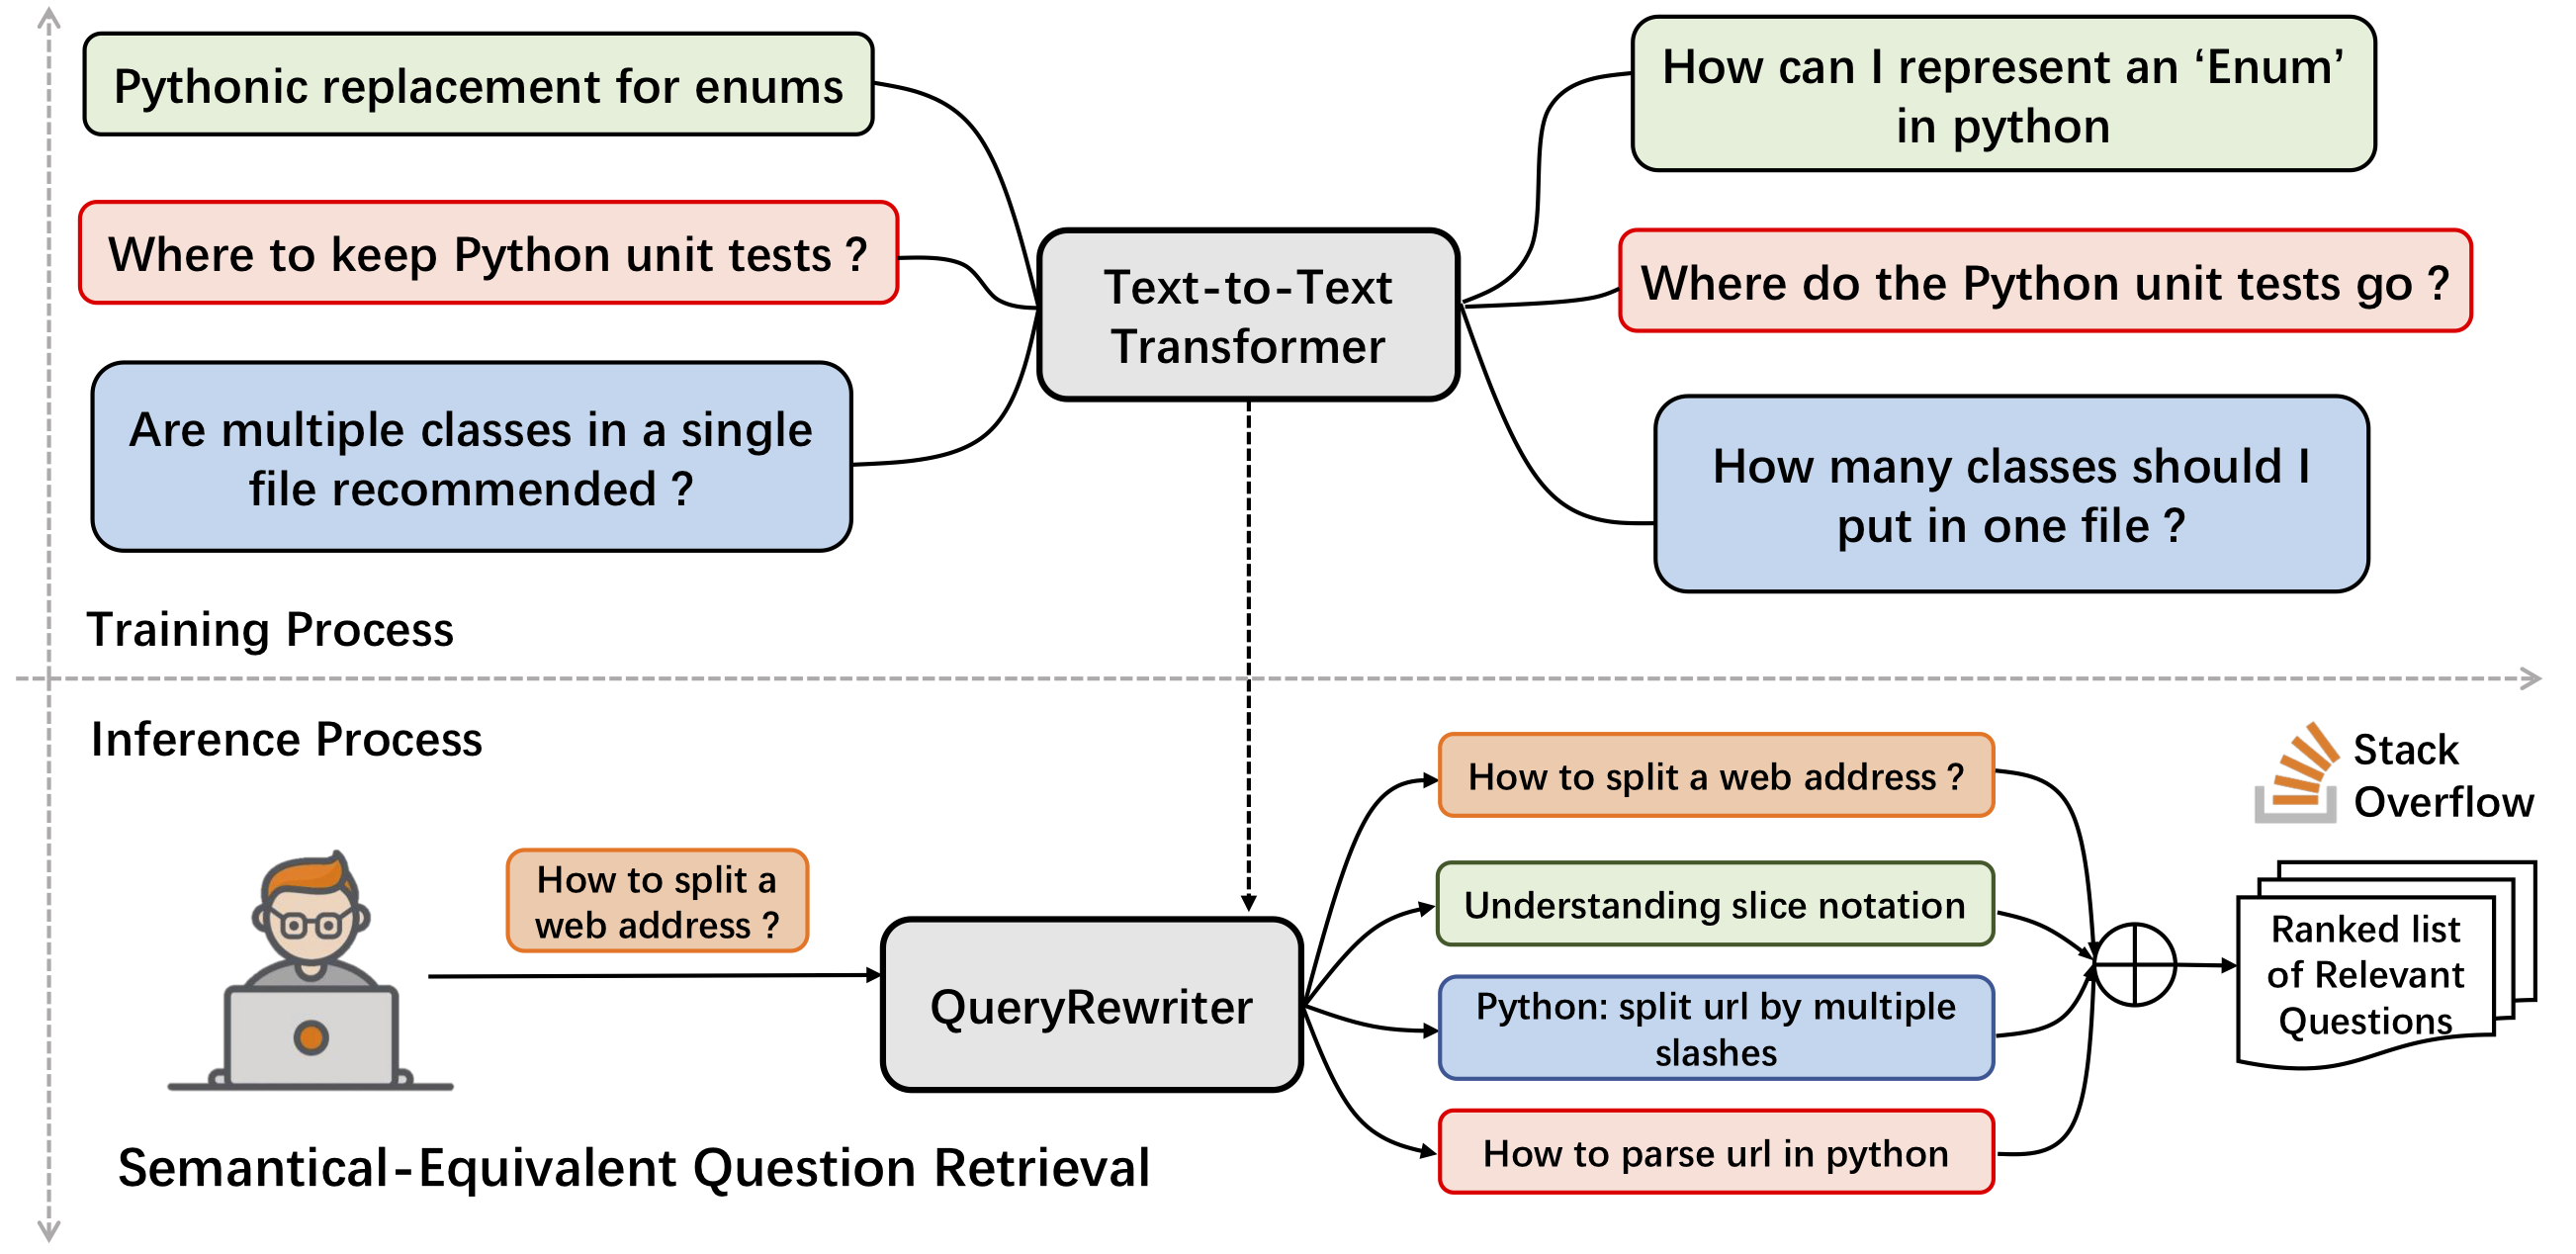 Pythonic replacement for enums
Where to keep Python unit tests ?
Are multiple classes in a single
file recommended ?
Text-to-Text
Transformer
How can I represent an ‘Enum’
in python
Where do the Python unit tests go ?
How many classes should I
put in one file ?
Training Process
Inference Process
How to split a
web address ?
QueryRewriter
How to split a web address ?
Understanding slice notation
Python: split url by multiple
slashes
How to parse url in python
Stack
Overflow
Ranked list
of Relevant
Questions
Semantical-Equivalent Question Retrieval